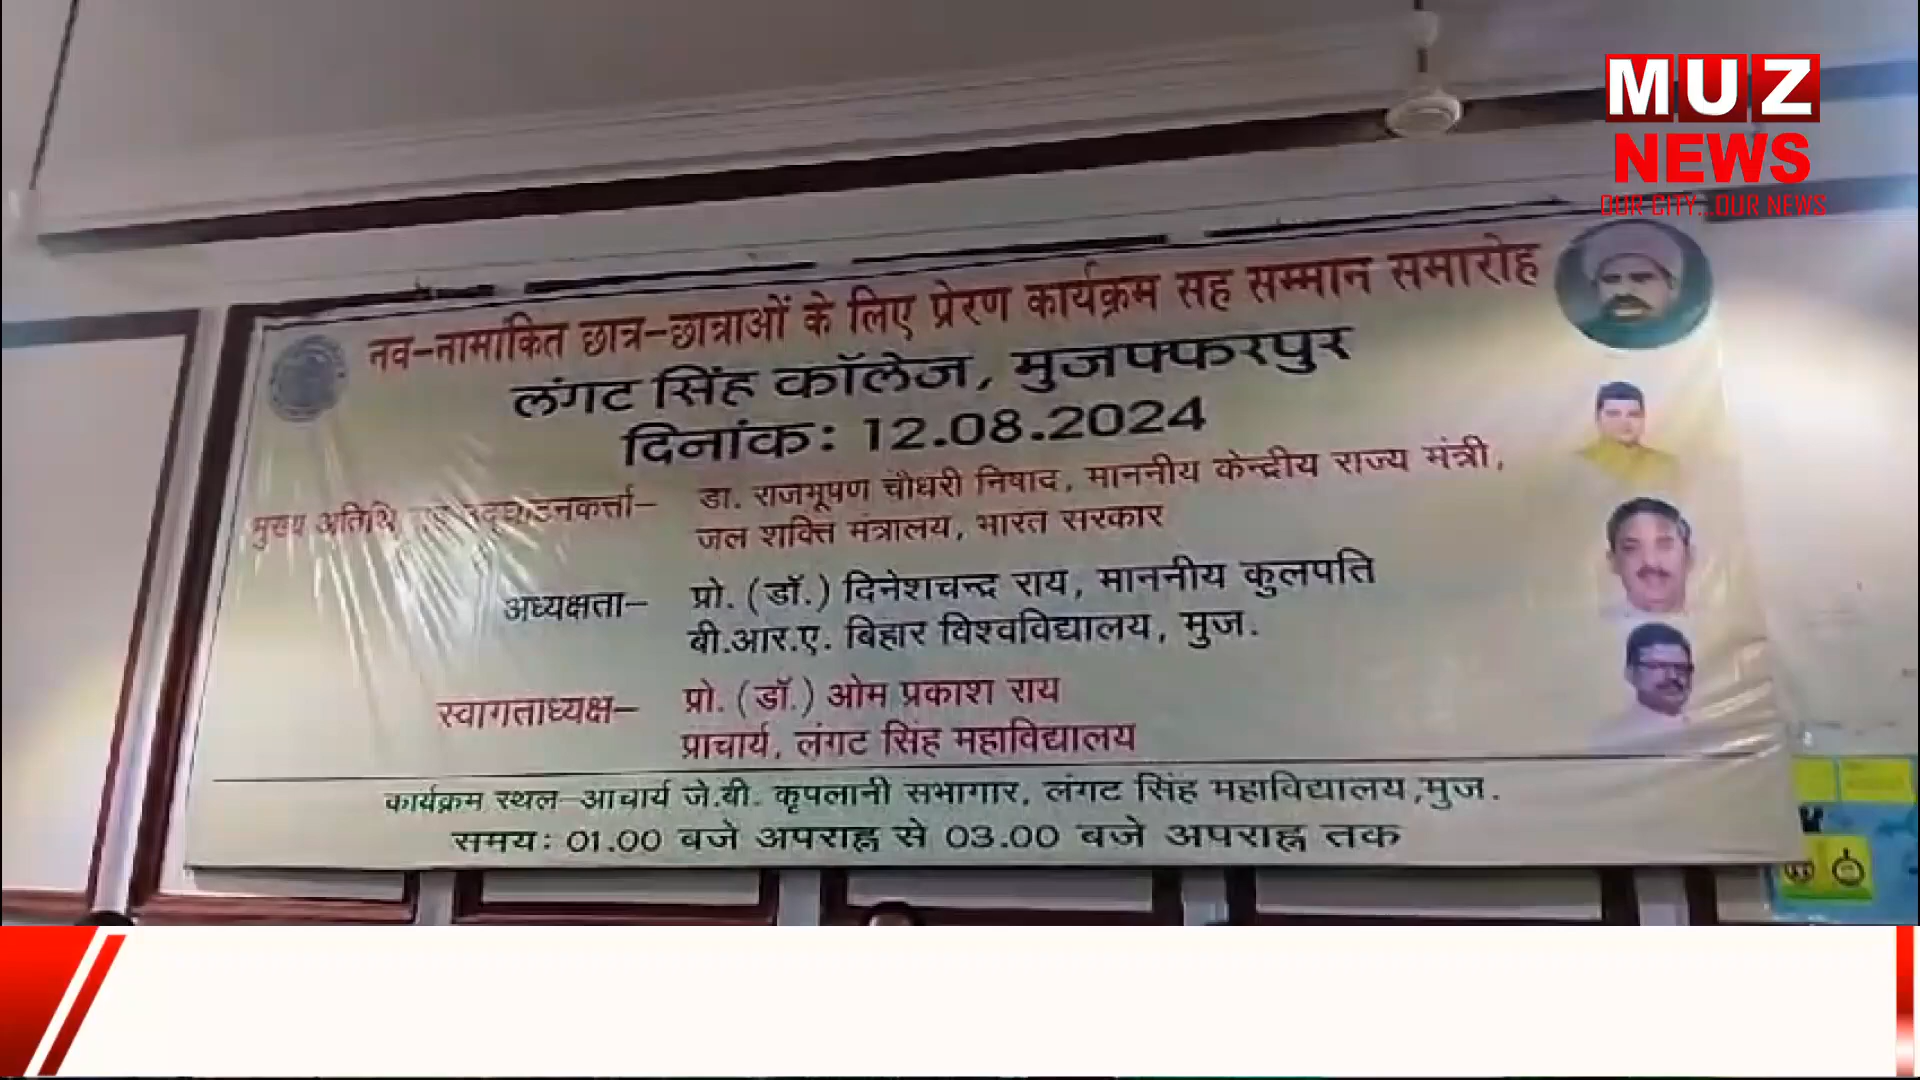 MUZ
NEWS
OUR CITY...OUR NEWS
नव-नामांकित छात्र-छात्राओं के लिए प्रेरण कार्यक्रम सह सम्मान समारोह
लंगट सिंह कॉलेज, मुजफ्फरपुर
दिनांक: 12.08.2024
मुख्य अतिथि उद्घाटनकर्त्ता- डा. राजभूषण चौधरी निषाद, माननीय केन्द्रीय राज्य मंत्री,
जल शक्ति मंत्रालय, भारत सरकार
अध्यक्षता- प्रो. (डॉ.) दिनेशचन्द्र राय, माननीय कुलपति
बी.आर.ए. बिहार विश्वविद्यालय, मुज.
स्वागताध्यक्ष- प्रो. (डॉ.) ओम प्रकाश राय
प्राचार्य, लंगट सिंह महाविद्यालय
कार्यक्रम स्थल-आचार्य जे.बी. कृपलानी सभागार, लंगट सिंह महाविद्यालय,मुज.
समय: 01.00 बजे अपराह्न से 03.00 बजे अपराह्न तक